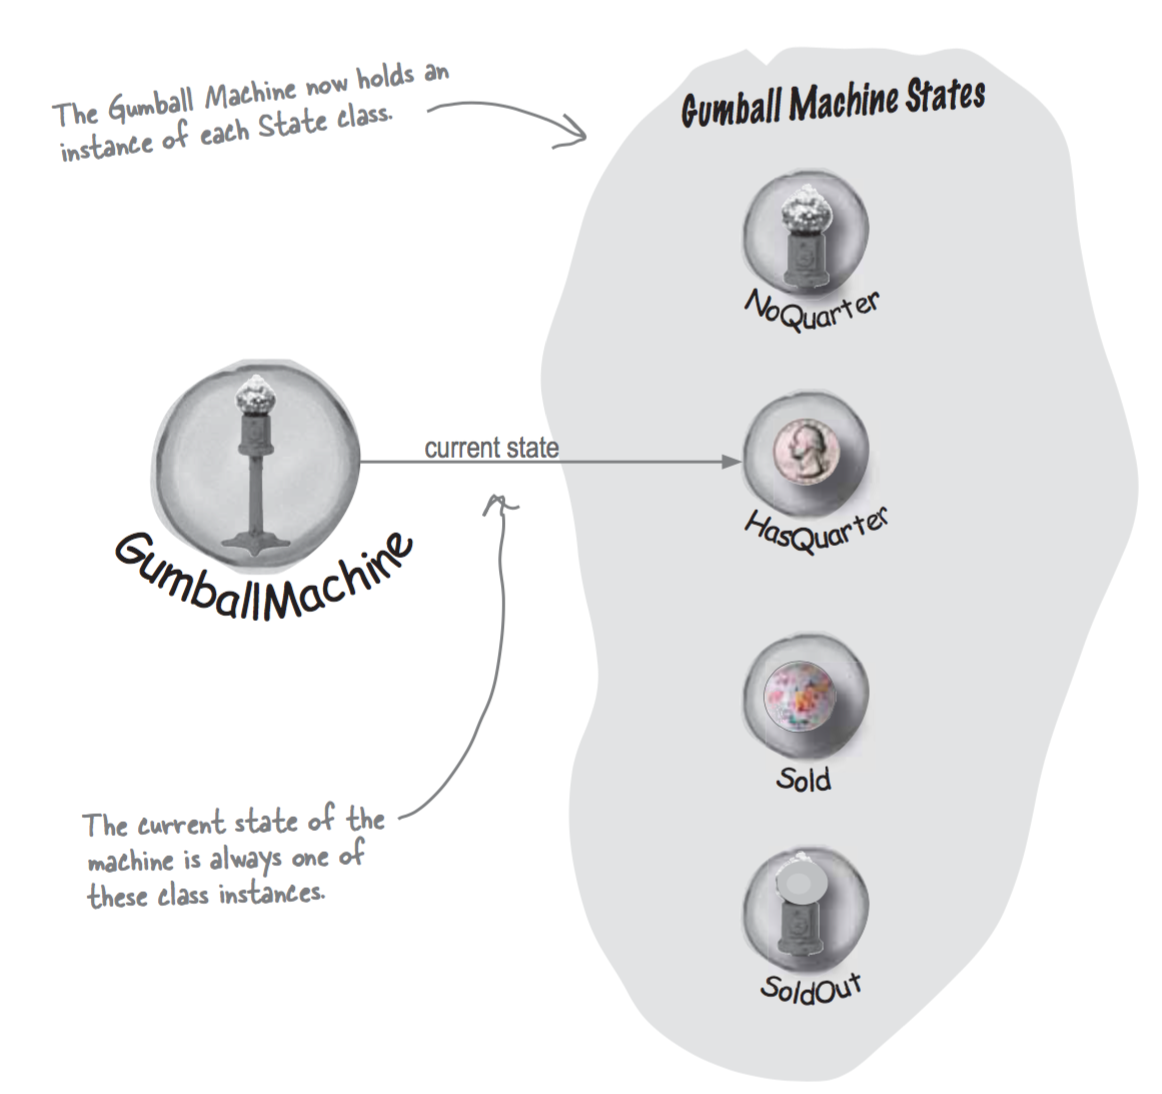 The Gumball Machine now holds an
instance of each State class.
Gumball Machine States
NoQuarter
current state
GumballMachine
HasQuarter
Sold
The current state of the
machine is always one of
these class instances.
SoldOut